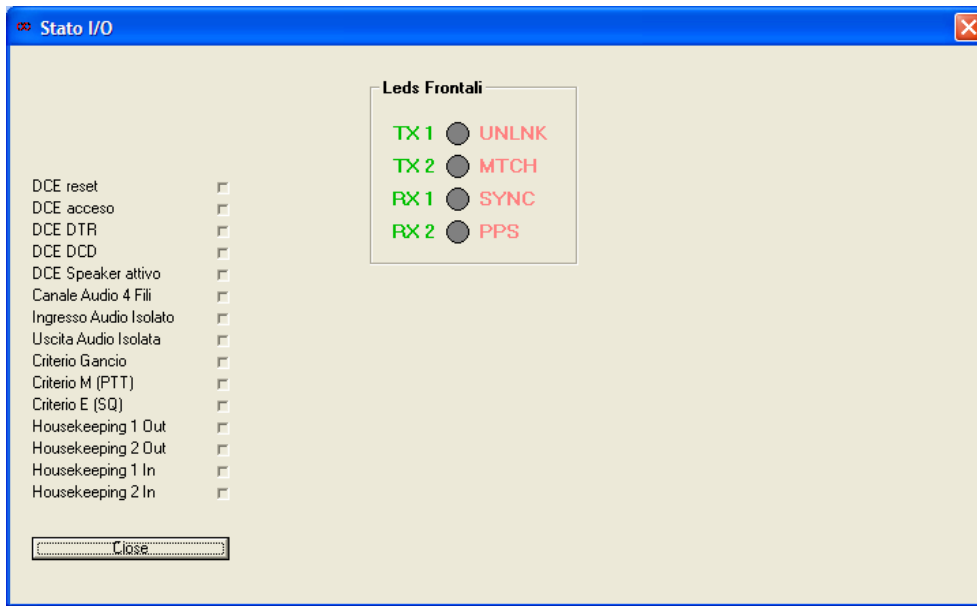 Stato I/O
Leds Frontali
TX 1 UNLNK
TX 2 MTCH
RX 1 SYNC
RX 2 PPS
DCE reset
DCE acceso
DCE DTR
DCE DCD
DCE Speaker attivo
Canale Audio 4 Fili
Ingresso Audio Isolato
Uscita Audio Isolata
Criterio Gancio
Criterio M (PTT)
Criterio E (SQ)
Housekeeping 1 Out
Housekeeping 2 Out
Housekeeping 1 In
Housekeeping 2 In
Close